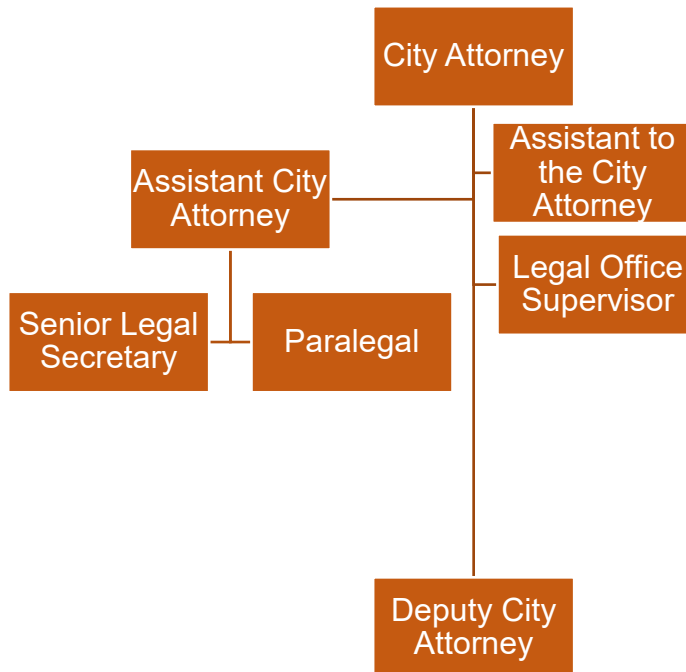 City Attorney
Assistant to
the City
Attorney
Assistant City
Attorney
Legal Office
Supervisor
Senior Legal
Secretary
Paralegal
Deputy City
Attorney